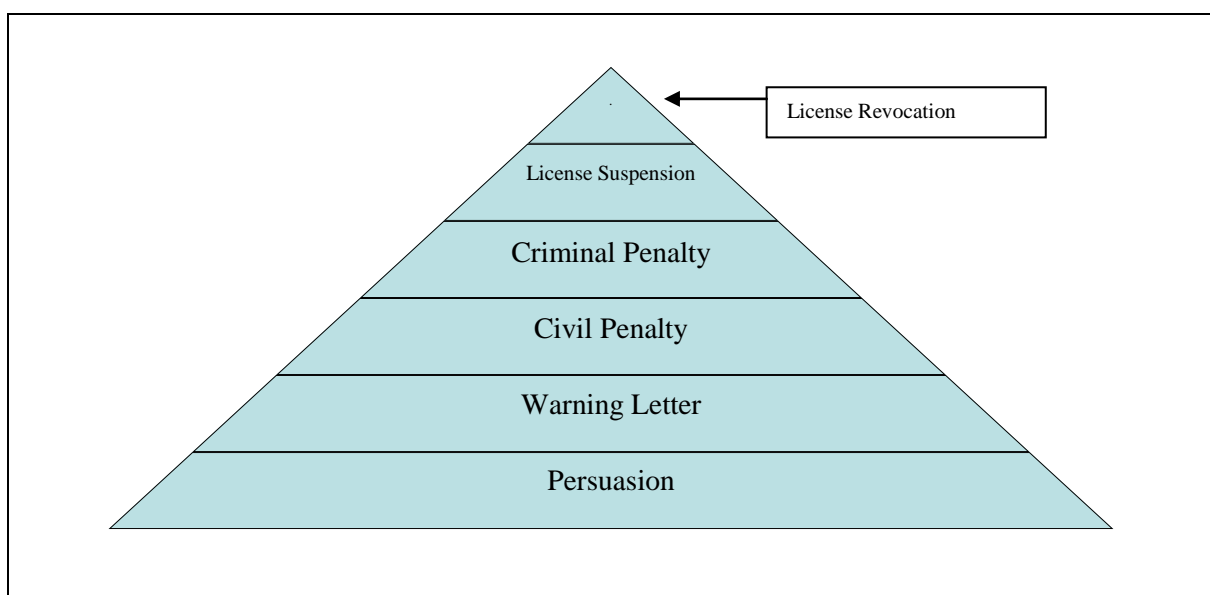 License Revocation
License Suspension
Criminal Penalty
Civil Penalty
Warning Letter
Persuasion